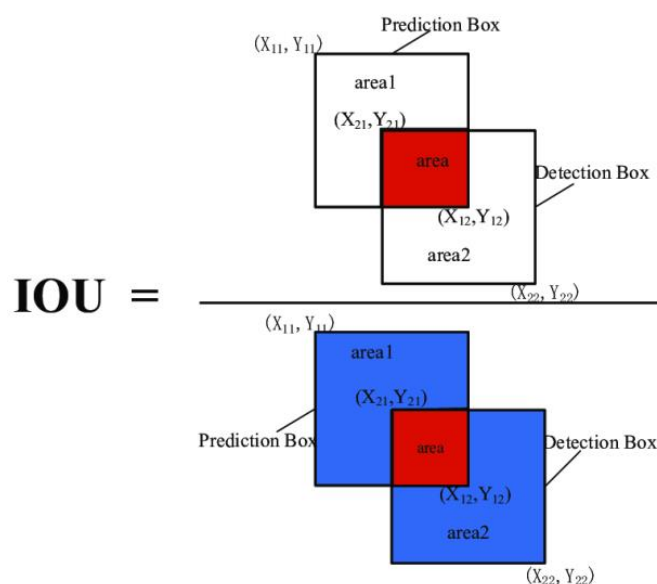 Prediction Box
(X₁₁, Y₁₁)
area1
(X₂₁,Y₂₁)
area
Detection Box
(X₁₂,Y₁₂)
area2
(X₂₂, Y₂₂)
IOU =
(X₁₁, Y₁₁)
area1
(X₂₁,Y₂₁)
Prediction Box
area
Detection Box
(X₁₂,Y₁₂)
area2
(X₂₂, Y₂₂)